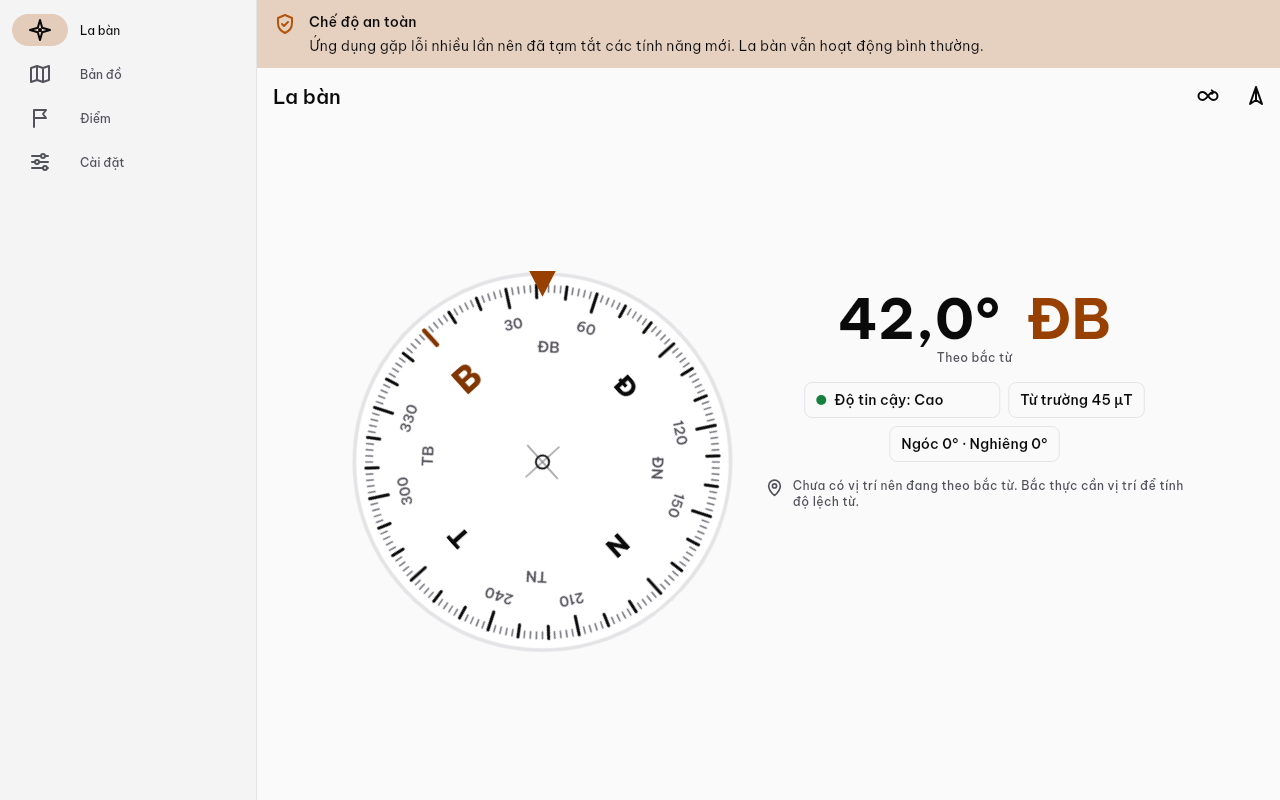 La bàn
Bản đồ
Điểm
Cài đặt
Chế độ an toàn
Ứng dụng gặp lỗi nhiều lần nên đã tạm tắt các tính năng mới. La bàn vẫn hoạt động bình thường.
La bàn
30
60
ĐB
B
Đ
330
120
TB
ĐN
300
150
T
N
TN
240
210
42,0° ĐB
Theo bắc từ
Độ tin cậy: Cao
Từ trường 45 µT
Ngóc 0° · Nghiêng 0°
Chưa có vị trí nên đang theo bắc từ. Bắc thực cần vị trí để tính
độ lệch từ.